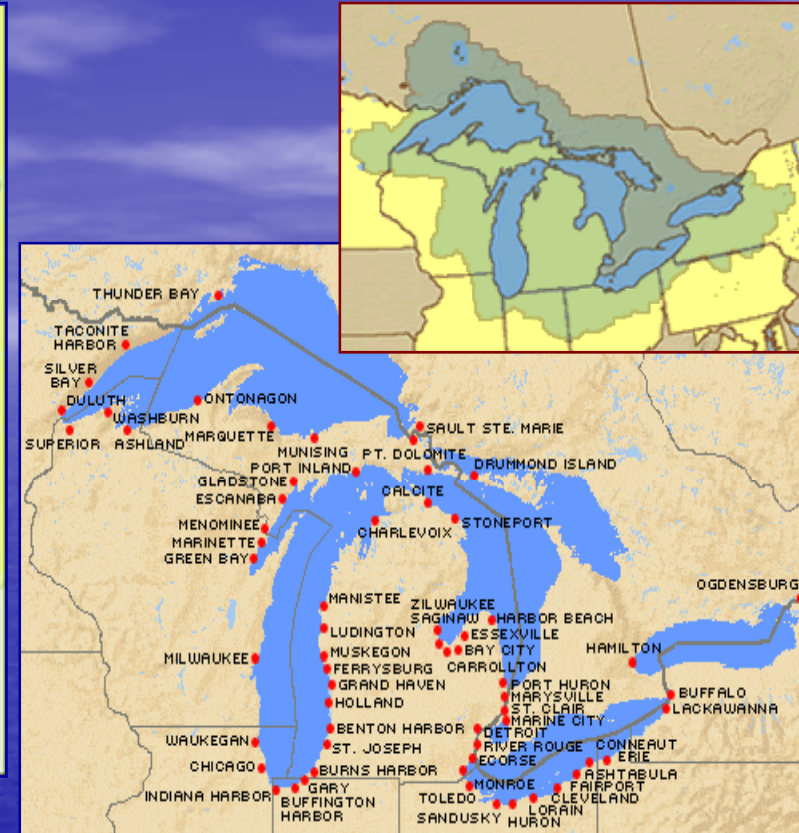 THUNDER BAY
TACONITE
HARBOR
SILVER
BAY
DULUTH
WASHBURN
SUPERIOR
ASHLAND
ONTONAGON
MARQUETTE
MUNISING
SAULT STE. MARIE
PT. DOLOMITE
PORT INLAND
DRUMMOND ISLAND
GLADSTONE
ESCANABA
CALCITE
MENOMINEE
CHARLEVOIX
STONEPORT
MARINETTE
GREEN BAY
OGDENSBURG
MANISTEE
ZILWAUKEE
SAGINAW
HARBOR BEACH
LUDINGTON
ESSEXVILLE
BAY CITY
HAMILTON
MILWAUKEE
MUSKEGON
CARROLLTON
FERRYSBURG
GRAND HAVEN
PORT HURON
MARYSVILLE
BUFFALO
HOLLAND
ST. CLAIR
LACKAWANNA
MARINE CITY
BENTON HARBOR
DETROIT
WAUKEGAN
ST. JOSEPH
RIVER ROUGE
CONNEAUT
ERIE
ECORSE
CHICAGO
BURNS HARBOR
ASHTABULA
MONROE
GARY
FAIRPORT
INDIANA HARBOR
BUFFINGTON
HARBOR
TOLEDO
CLEVELAND
LORAIN
SANDUSKY
HURON